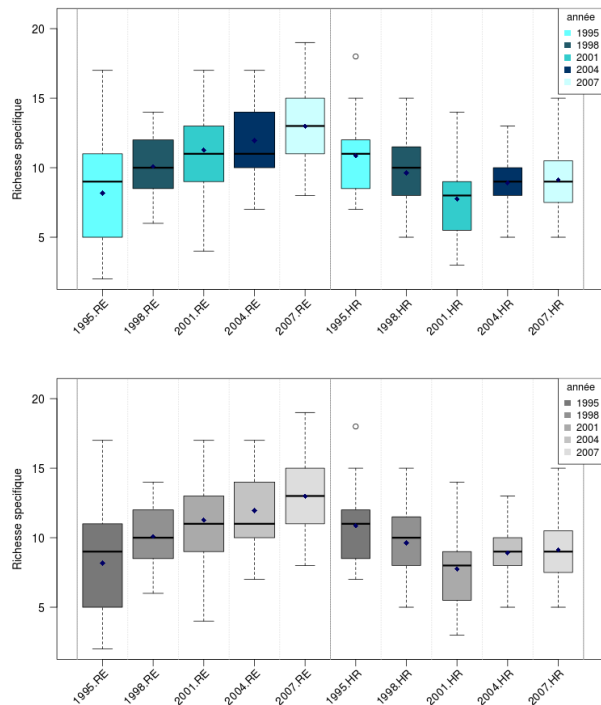 année
1995
1998
2001
2004
2007
20
15
10
5
Richesse specifique
1995.RE
1998.RE
2001.RE
2004.RE
2007.RE
1995.HR
1998.HR
2001.HR
2004.HR
2007.HR
année
1995
1998
2001
2004
2007
20
15
10
5
Richesse specifique
1995.RE
1998.RE
2001.RE
2004.RE
2007.RE
1995.HR
1998.HR
2001.HR
2004.HR
2007.HR